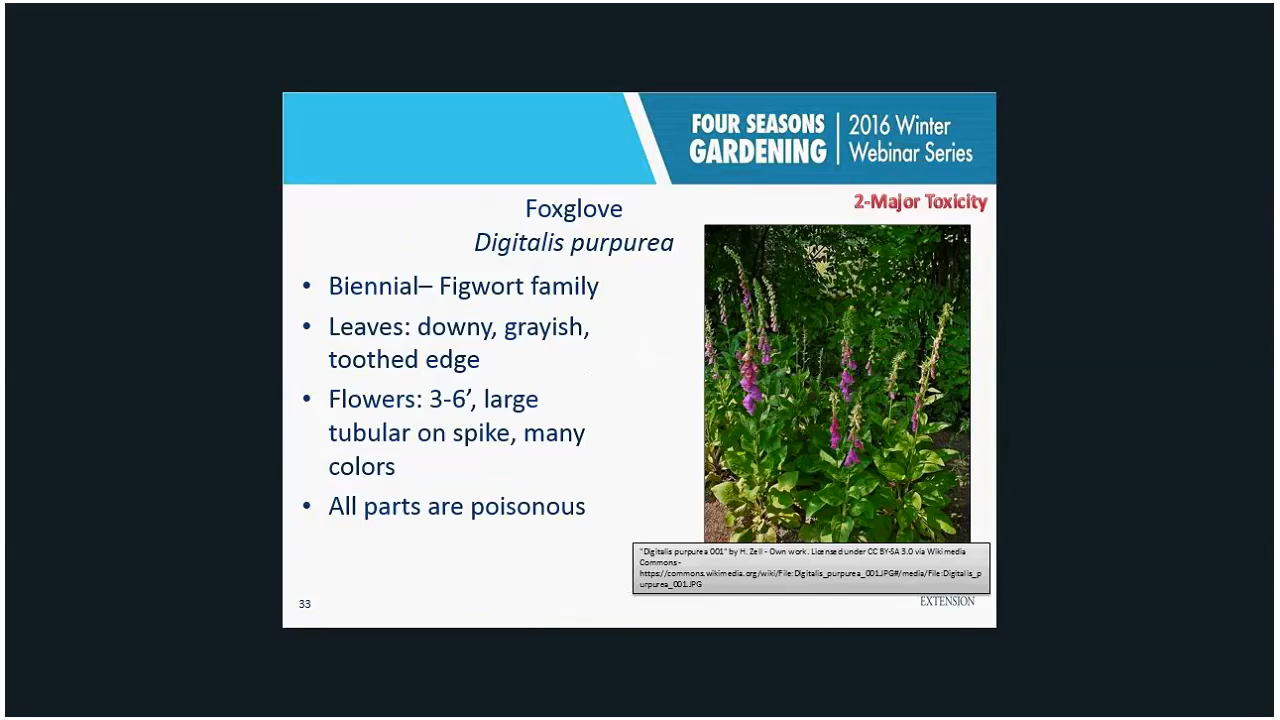 FOUR SEASONS
GARDENING
2016 Winter
Webinar Series
2-Major Toxicity
Foxglove
Digitalis purpurea
• Biennial– Figwort family
• Leaves: downy, grayish,
toothed edge
• Flowers: 3-6’, large
tubular on spike, many
colors
• All parts are poisonous
"Digitalis purpurea 001" by H. Zell - Own work. Licensed under CC BY-SA 3.0 via Wikimedia
Commons -
https://commons.wikimedia.org/wiki/File:Digitalis_purpurea_001.JPG#/media/File:Digitalis_p
urpurea_001.JPG
33
EXTENSION